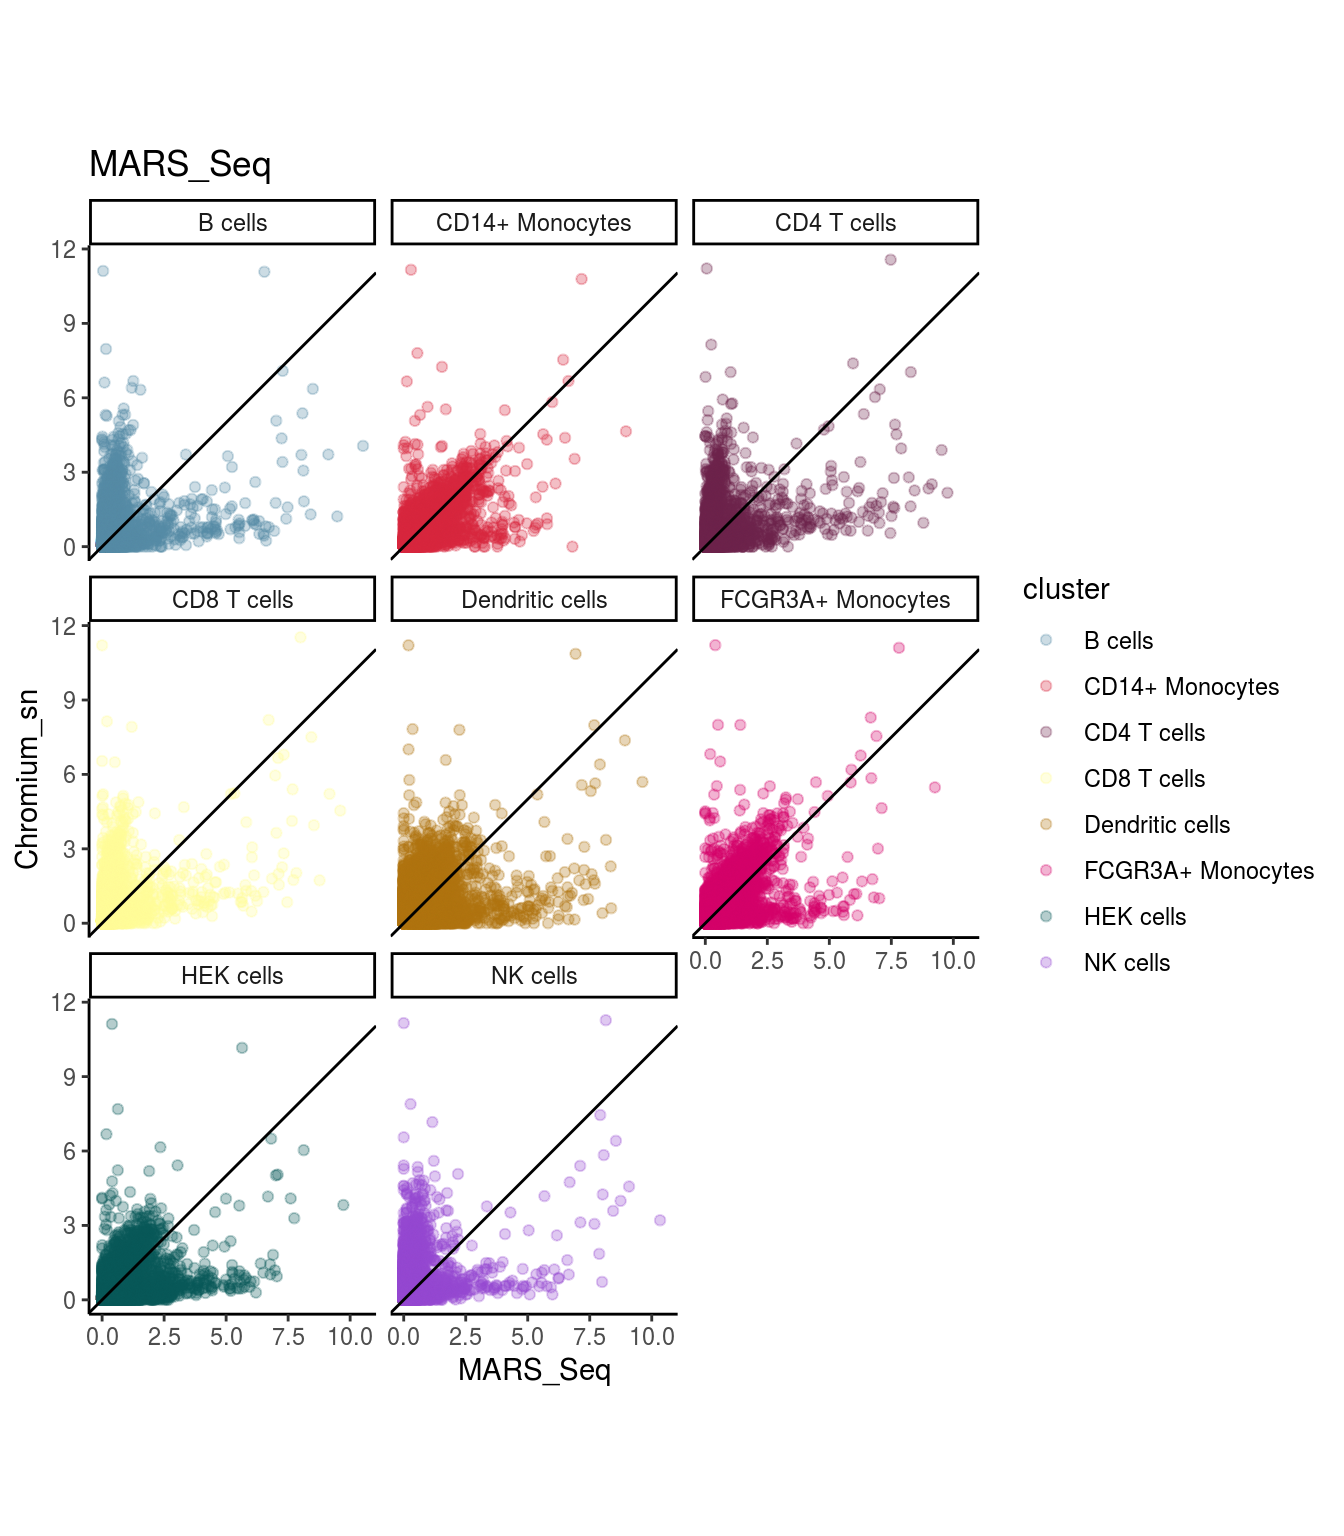 MARS_Seq
B cells
CD14+ Monocytes
CD4 T cells
12
9
6
3
0
CD8 T cells
Dendritic cells
FCGR3A+ Monocytes
12
9
6
3
0
0.0 2.5 5.0 7.5 10.0
HEK cells
NK cells
12
9
6
3
0
0.0 2.5 5.0 7.5 10.0
0.0 2.5 5.0 7.5 10.0
MARS_Seq
Chromium_sn
cluster
B cells
CD14+ Monocytes
CD4 T cells
CD8 T cells
Dendritic cells
FCGR3A+ Monocytes
HEK cells
NK cells